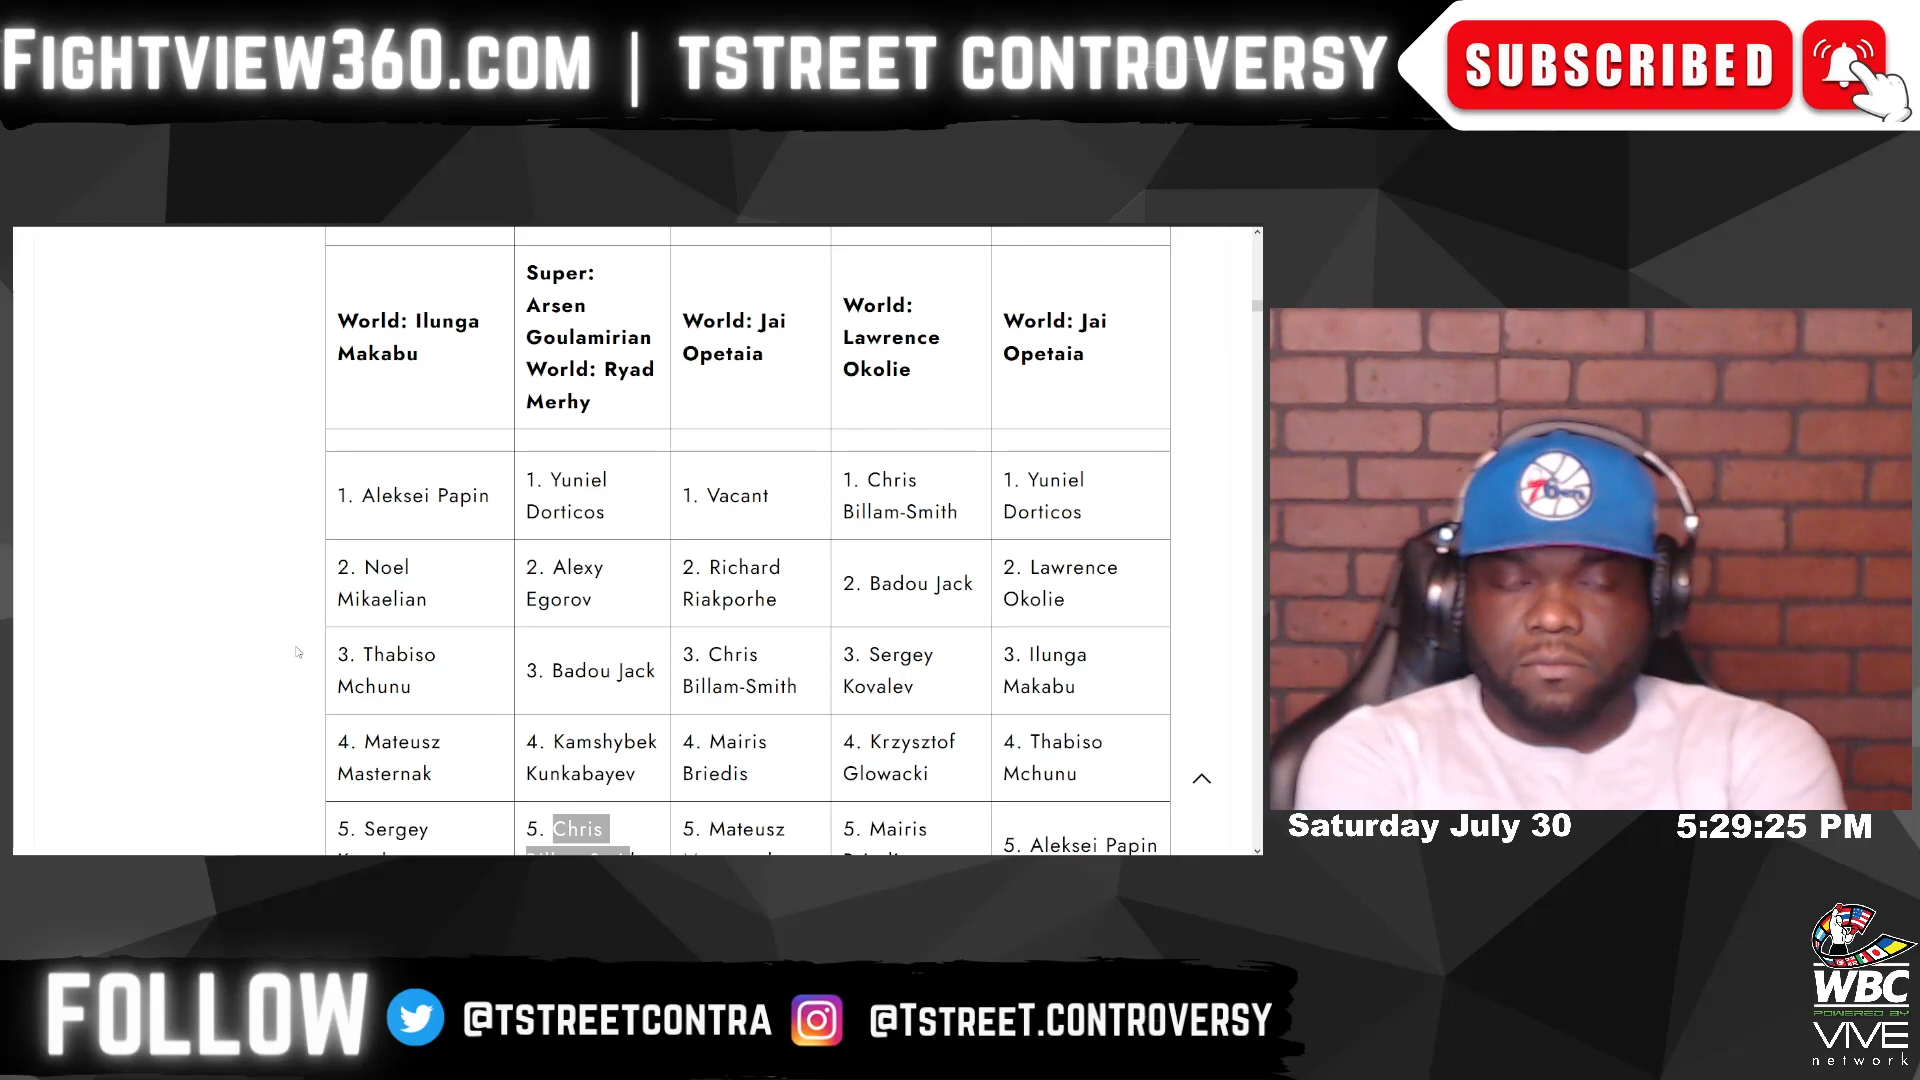 FIGHTVIEW360.COM | TSTREET CONTROVERSY
SUBSCRIBED
Super:
Arsen
Goulamirian
World: Ryad
Merhy
World: Ilunga
Makabu
World: Jai
Opetaia
World:
Lawrence
Okolie
World: Jai
Opetaia
1. Aleksei Papin
1. Yuniel
Dorticos
1. Vacant
1. Chris
Billam-Smith
1. Yuniel
Dorticos
2. Noel
Mikaelian
2. Alexy
Egorov
2. Richard
Riakporhe
2. Badou Jack
2. Lawrence
Okolie
3. Thabiso
Mchunu
3. Badou Jack
3. Chris
Billam-Smith
3. Sergey
Kovalev
3. Ilunga
Makabu
4. Mateusz
Masternak
4. Kamshybek
Kunkabayev
4. Mairis
Briedis
4. Krzysztof
Glowacki
4. Thabiso
Mchunu
5. Sergey
5. Chris
5. Mateusz
5. Mairis
5. Aleksei Papin
76ers
Saturday July 30
5:29:25 PM
FOLLOW
@TSTREETCONTRA
@TSTREET.CONTROVERSY
WBC
POWERED BY
VIVE
network